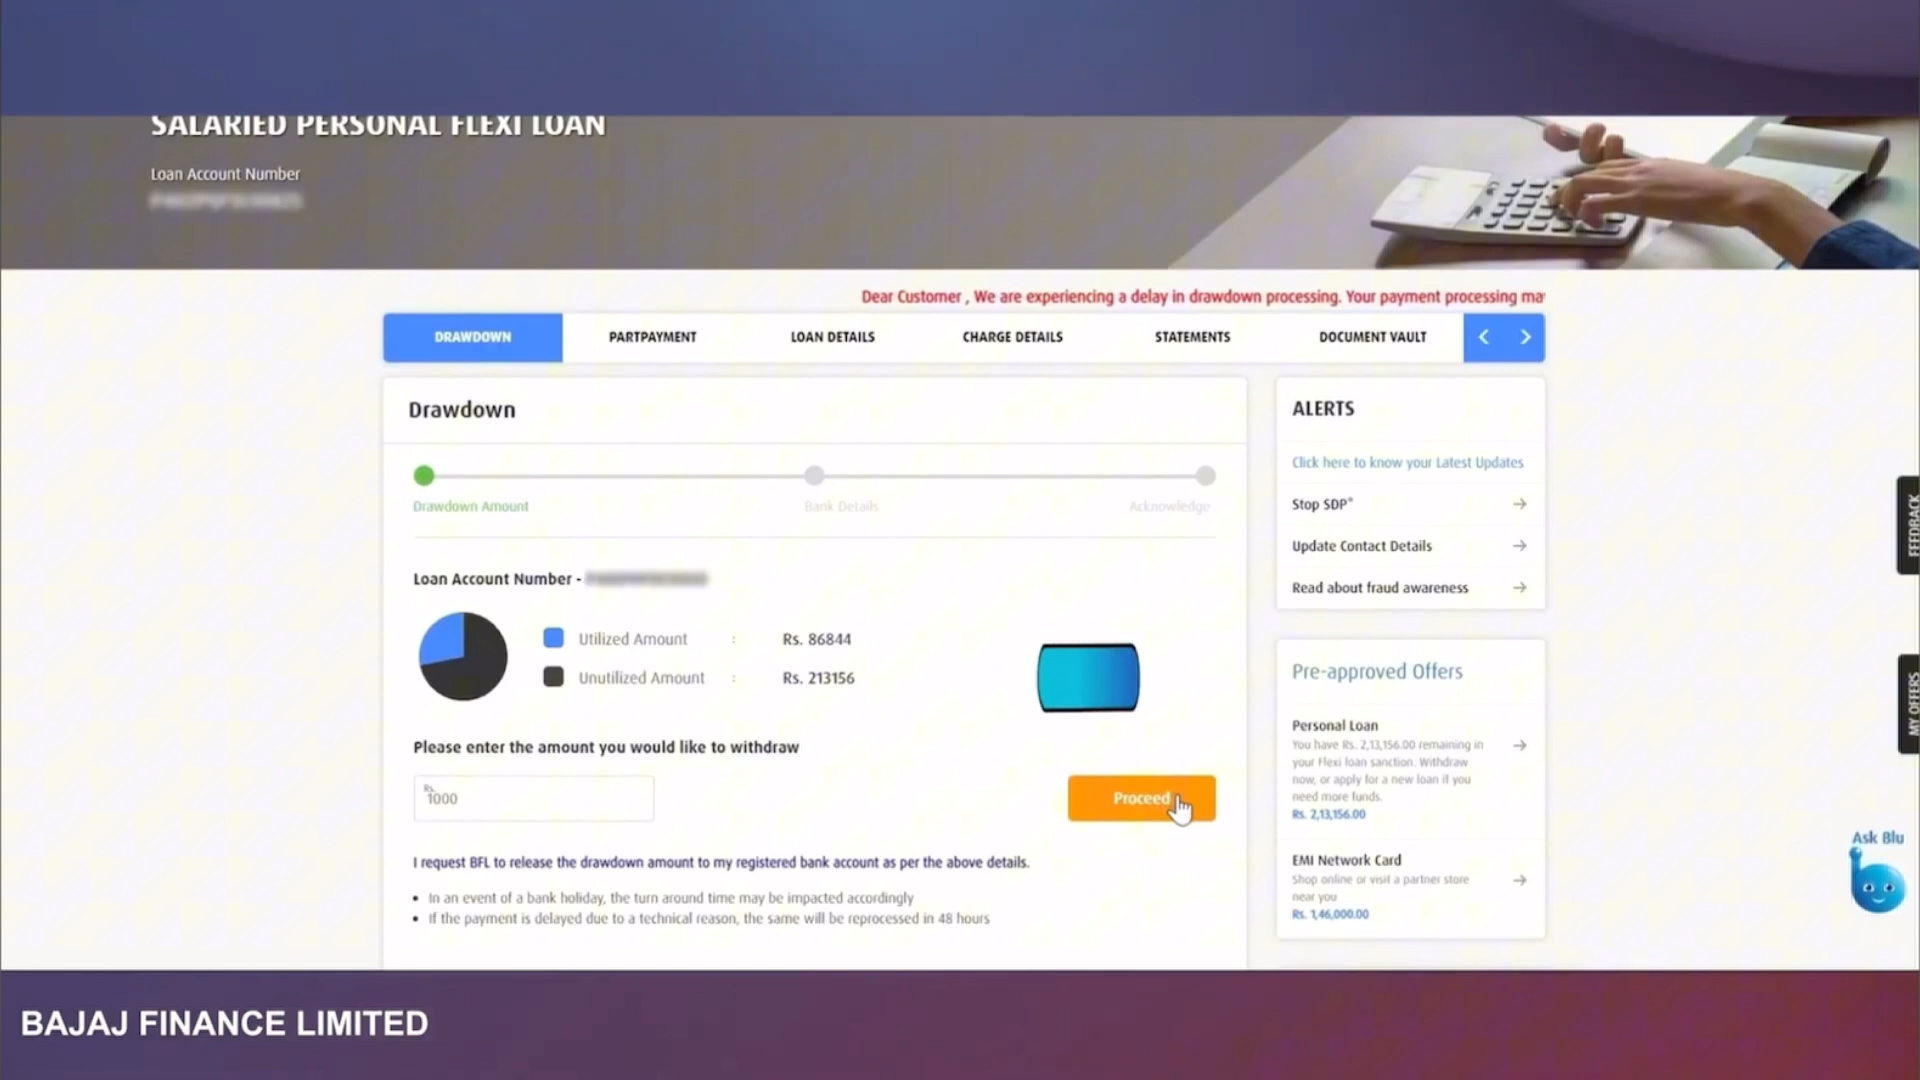 SALARIED PERSONAL FLEXI LOAN
Loan Account Number
Dear Customer , We are experiencing a delay in drawdown processing. Your payment processing ma
DRAWDOWN
PARTPAYMENT
LOAN DETAILS
CHARGE DETAILS
STATEMENTS
DOCUMENT VAULT
Drawdown
Drawdown Amount
Bank Details
Acknowledge
Loan Account Number -
Utilized Amount : Rs. 86844
Unutilized Amount : Rs. 213156
Please enter the amount you would like to withdraw
Rs.
1000
Proceed
I request BFL to release the drawdown amount to my registered bank account as per the above details.
• In an event of a bank holiday, the turn around time may be impacted accordingly
• If the payment is delayed due to a technical reason, the same will be reprocessed in 48 hours
ALERTS
Click here to know your Latest Updates
Stop SDP*
Update Contact Details
Read about fraud awareness
Pre-approved Offers
Personal Loan
You have Rs. 2,13,156.00 remaining in
your Flexi loan sanction. Withdraw
now, or apply for a new loan if you
need more funds.
Rs. 2,13,156.00
EMI Network Card
Shop online or visit a partner store
near you
Rs. 1,46,000.00
FEEDBACK
MY OFFERS
Ask Blu
BAJAJ FINANCE LIMITED